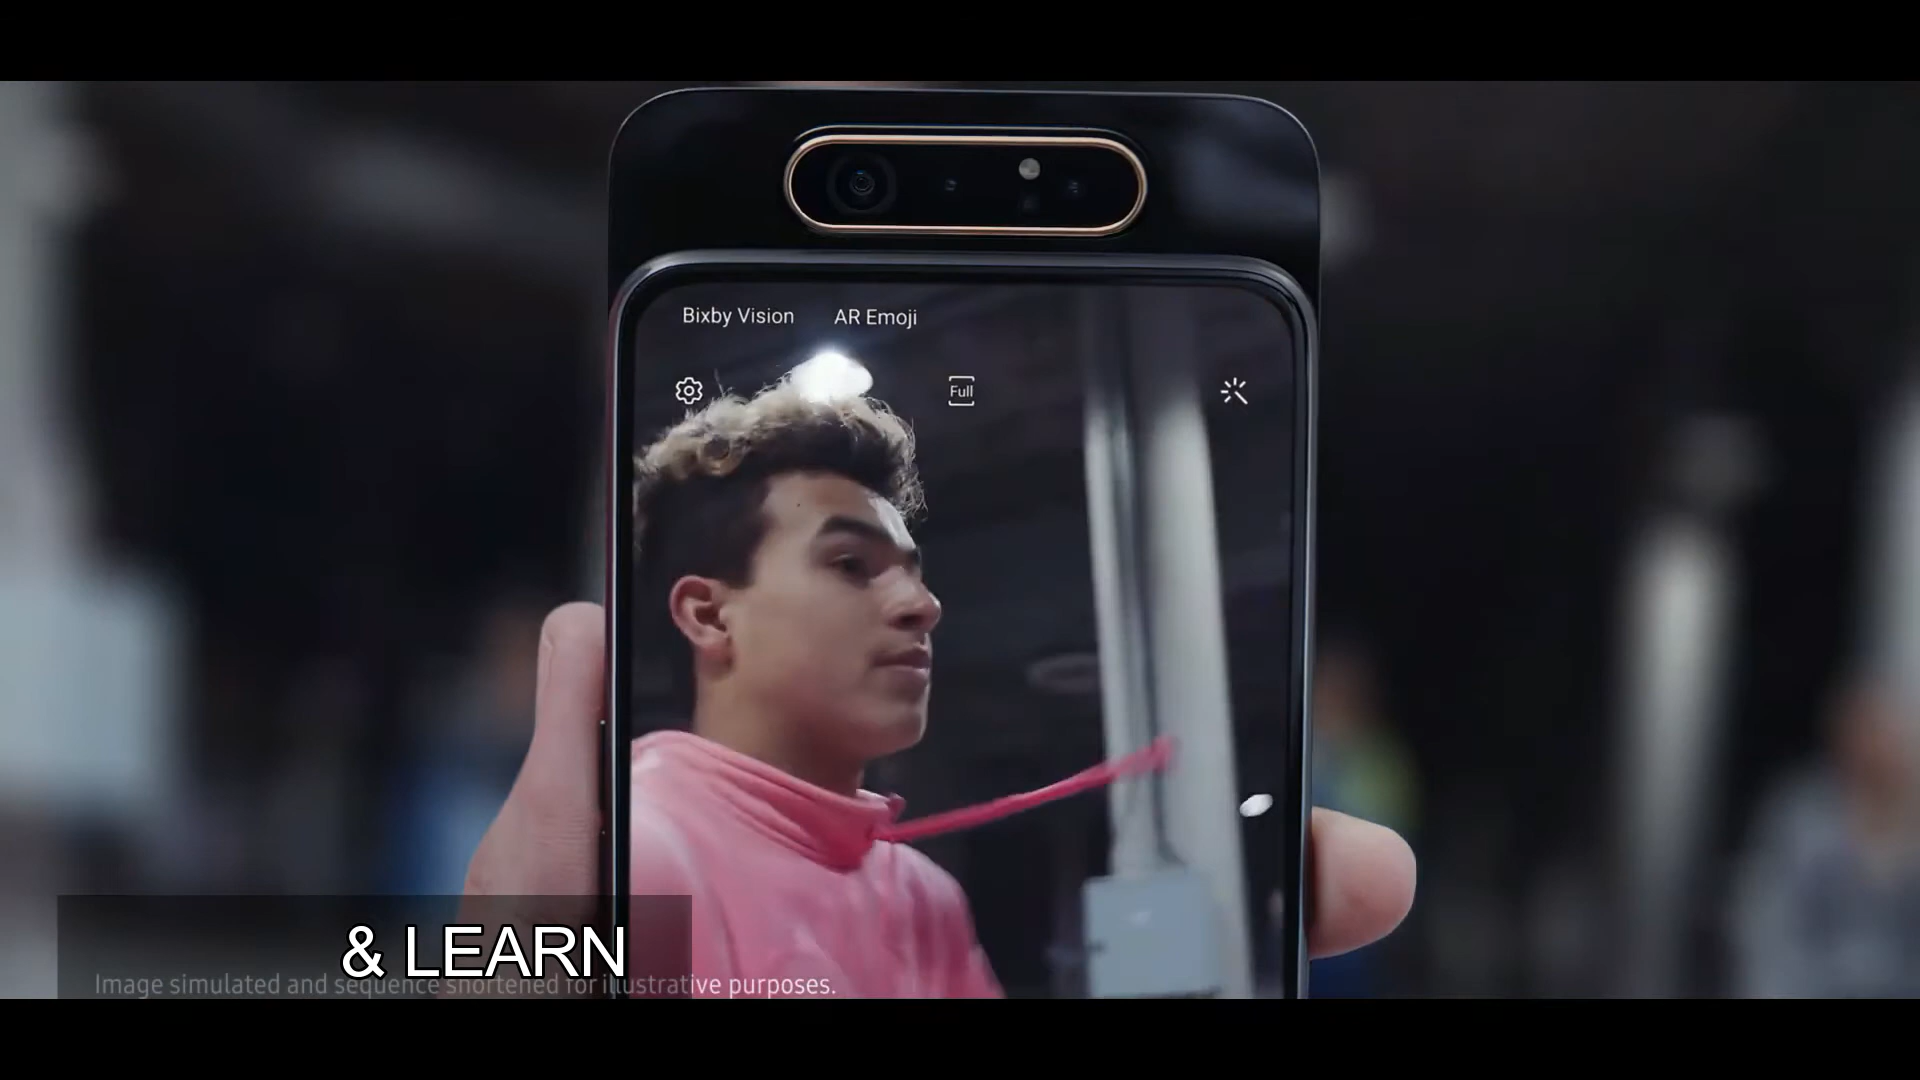 Bixby Vision AR Emoji
Full
& LEARN
Image simulated and sequence shortened for illustrative purposes.